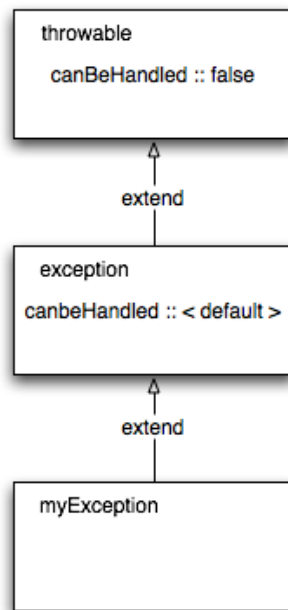 throwable
canBeHandled :: false
extend
exception
canbeHandled :: < default >
extend
myException